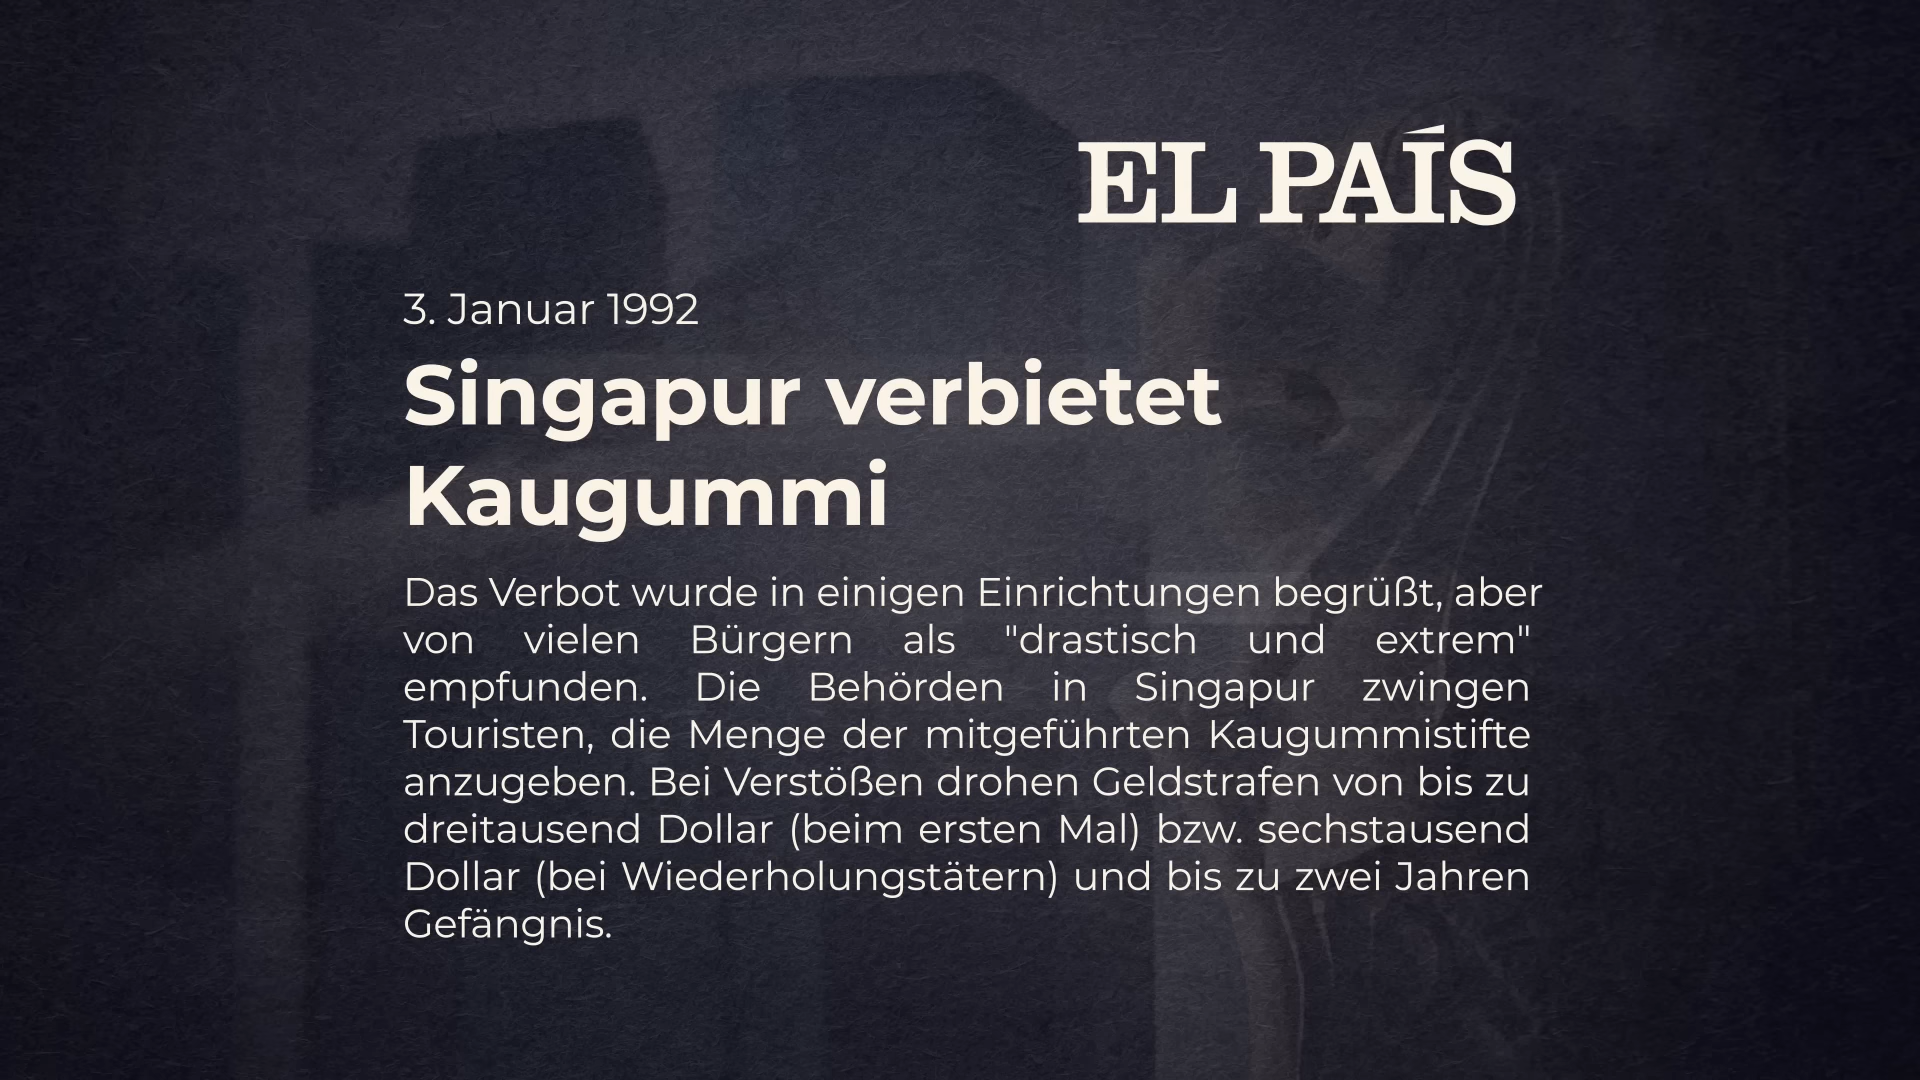 EL PAÍS
3. Januar 1992
Singapur verbietet
Kaugummi
Das Verbot wurde in einigen Einrichtungen begrüßt, aber
von vielen Bürgern als "drastisch und extrem"
empfunden. Die Behörden in Singapur zwingen
Touristen, die Menge der mitgeführten Kaugummistifte
anzugeben. Bei Verstößen drohen Geldstrafen von bis zu
dreitausend Dollar (beim ersten Mal) bzw. sechstausend
Dollar (bei Wiederholungstätern) und bis zu zwei Jahren
Gefängnis.